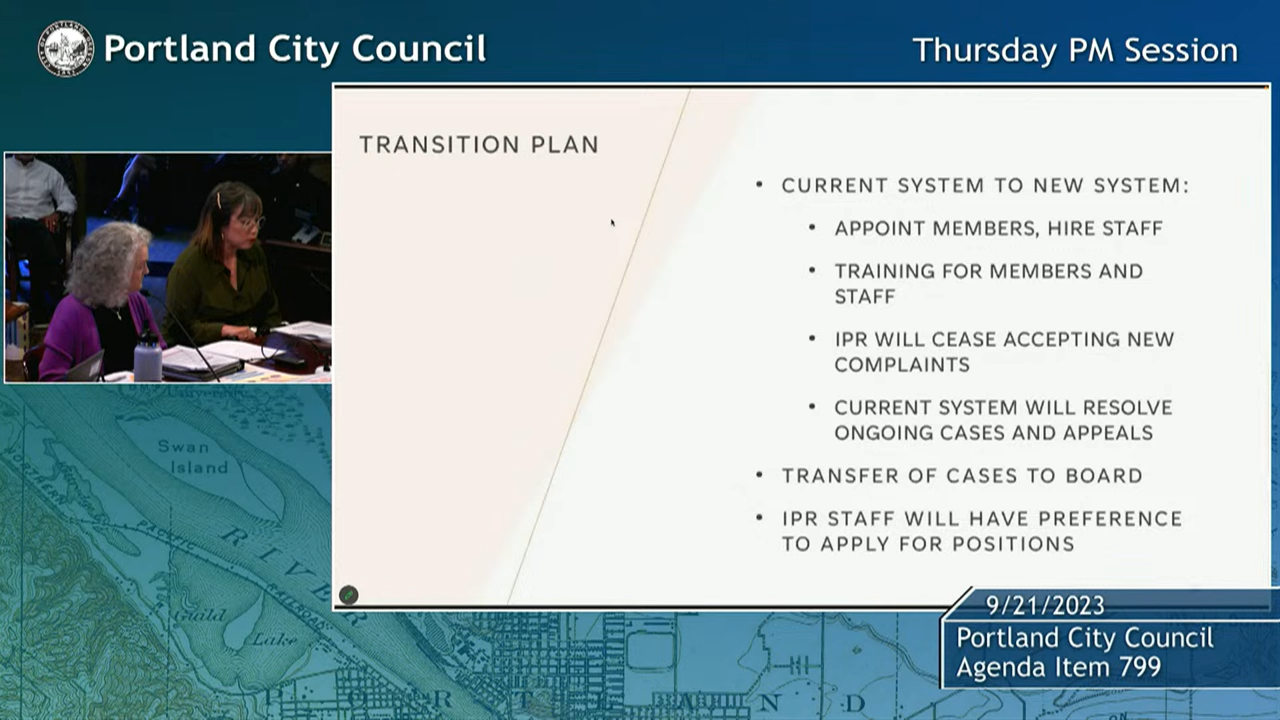 Portland City Council
Thursday PM Session
TRANSITION PLAN
• CURRENT SYSTEM TO NEW SYSTEM:
• APPOINT MEMBERS, HIRE STAFF
• TRAINING FOR MEMBERS AND
STAFF
• IPR WILL CEASE ACCEPTING NEW
COMPLAINTS
• CURRENT SYSTEM WILL RESOLVE
ONGOING CASES AND APPEALS
• TRANSFER OF CASES TO BOARD
• IPR STAFF WILL HAVE PREFERENCE
TO APPLY FOR POSITIONS
Swan
Island
NORTHERN
PACIFIC
RAILROAD
RIVER
Guild
Lake
9/21/2023
Portland City Council
Agenda Item 799